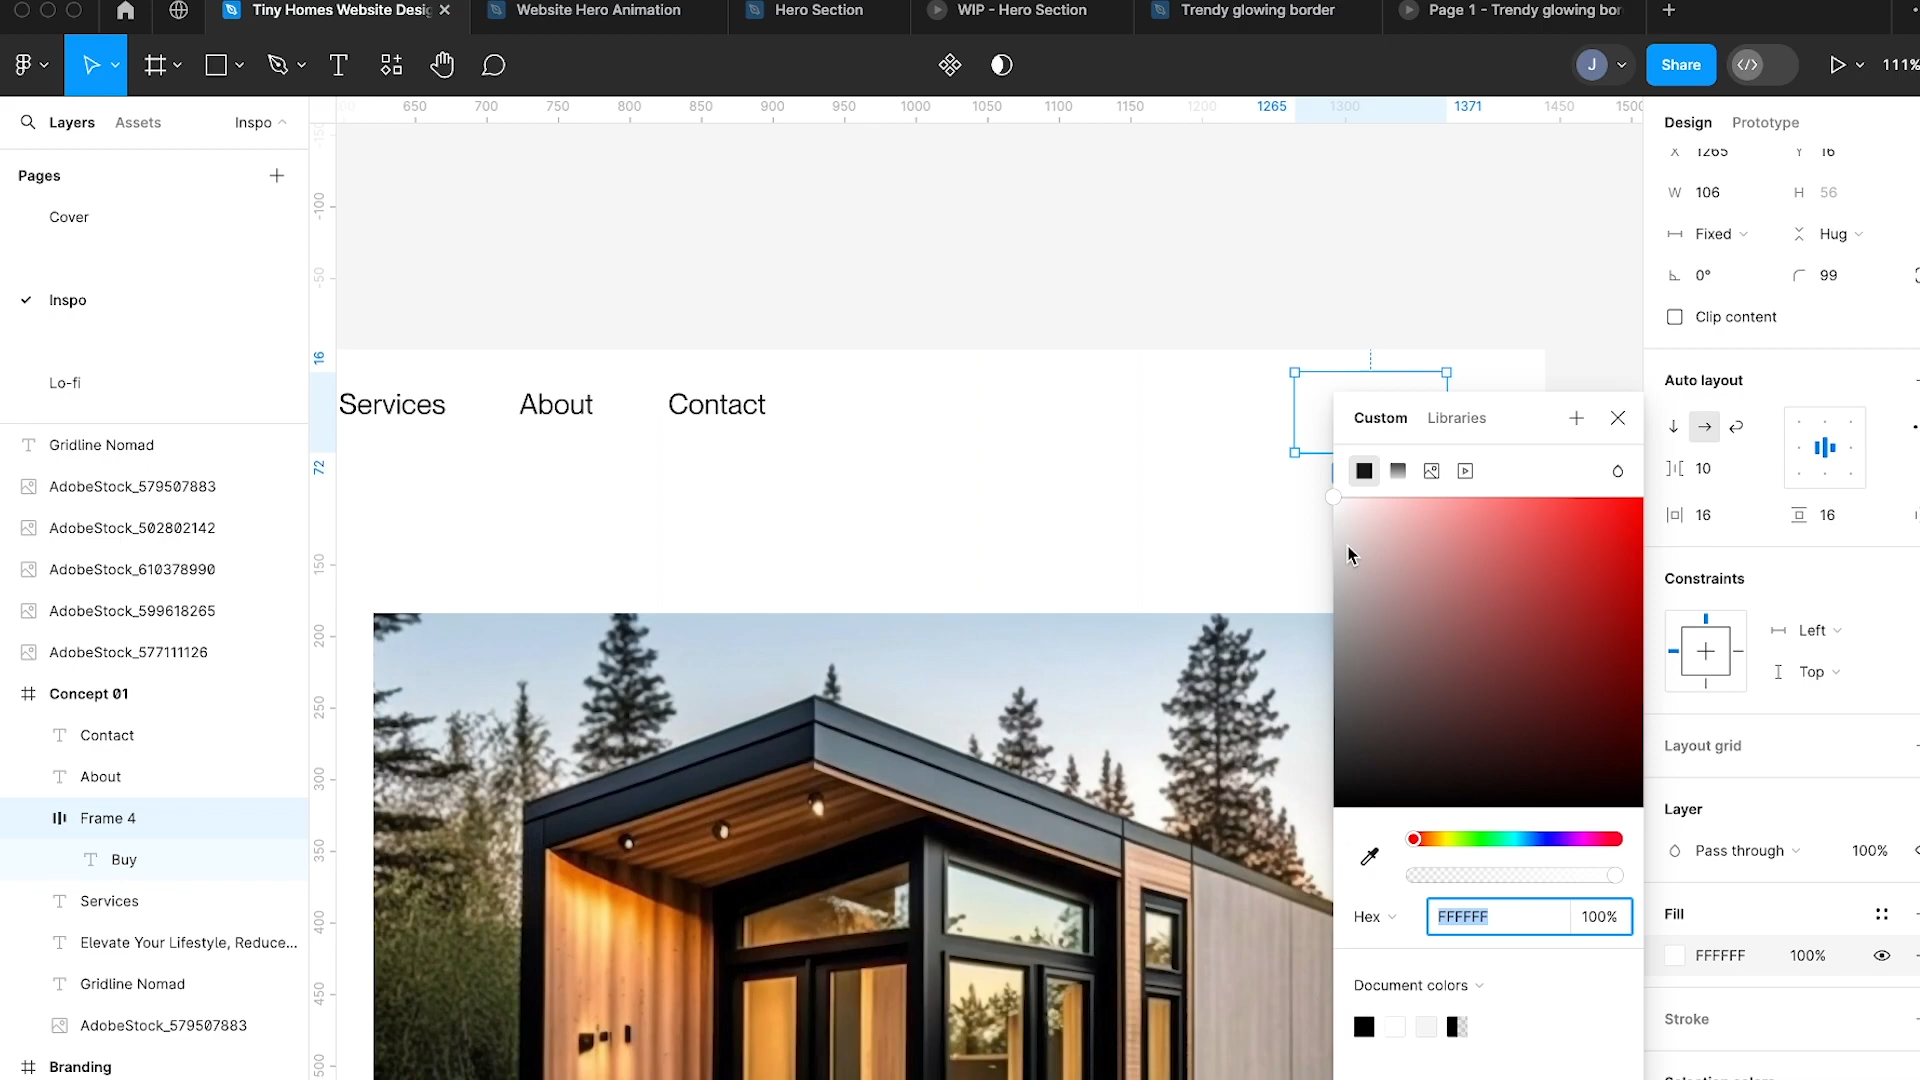 Tiny Homes Website Desig
Website Hero Animation
Hero Section
WIP - Hero Section
Trendy glowing border
Page 1 - Trendy glowing bor
J
Share
111%
Layers
Assets
Inspo
650 700 750 800 850 900 950 1000 1050 1100 1150 1200 1265 1300 1371 1450 1500
Design
Prototype
X 1265
Y 16
Pages
Cover
W 106
H 56
-100
Fixed
Hug
-50
0°
99
Inspo
Clip content
16
Lo-fi
Auto layout
Services
About
Contact
Custom
Libraries
Gridline Nomad
72
10
AdobeStock_579507883
16
16
AdobeStock_502802142
150
AdobeStock_610378990
Constraints
AdobeStock_599618265
200
Left
AdobeStock_577111126
Top
Concept 01
250
Contact
Layout grid
About
300
Layer
Frame 4
350
Pass through
100%
Buy
Services
400
Hex
FFFFFF
100%
Fill
Elevate Your Lifestyle, Reduce...
FFFFFF
100%
Gridline Nomad
450
Document colors
AdobeStock_579507883
Stroke
Branding
500